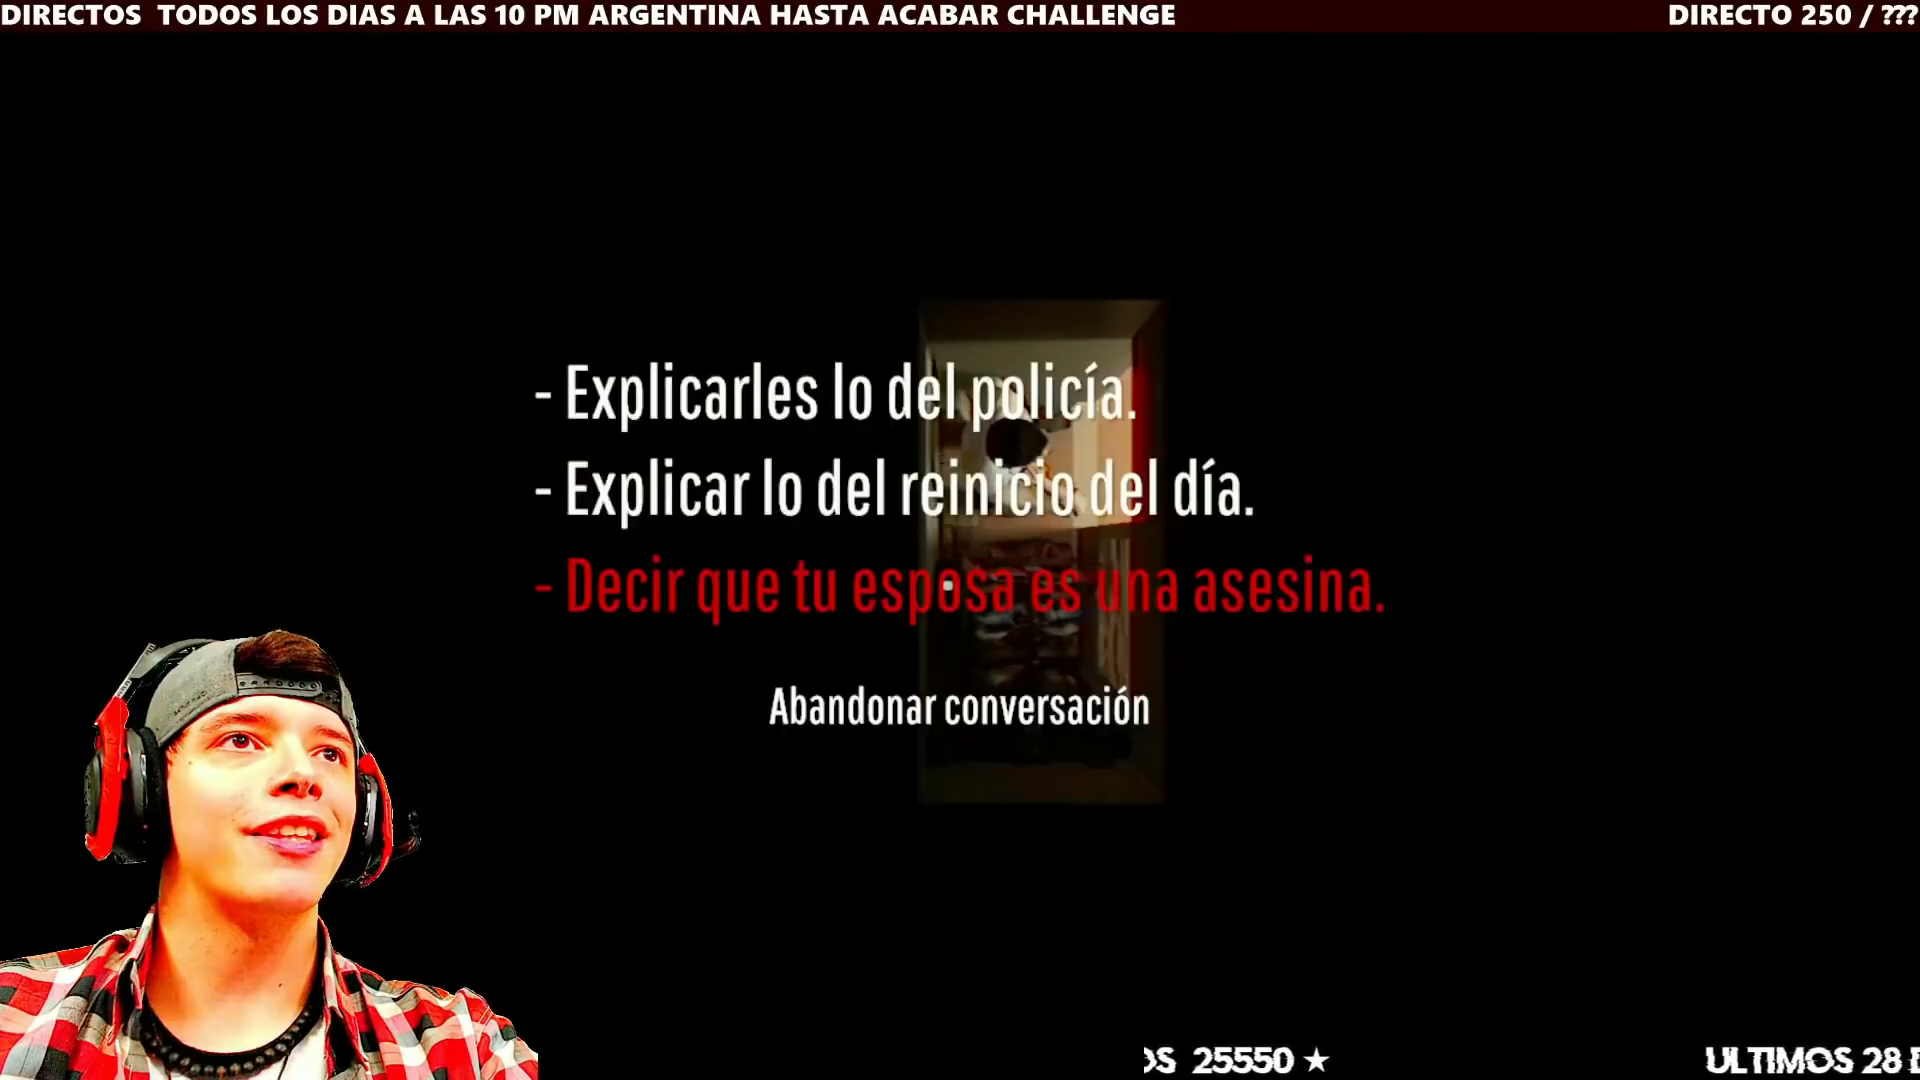 DIRECTOS TODOS LOS DIAS A LAS 10 PM ARGENTINA HASTA ACABAR CHALLENGE
DIRECTO 250 / ???
- Explicarles lo del policía.
- Explicar lo del reinicio del día.
- Decir que tu esposa es una asesina.
Abandonar conversación
25550 ★
ULTIMOS 28